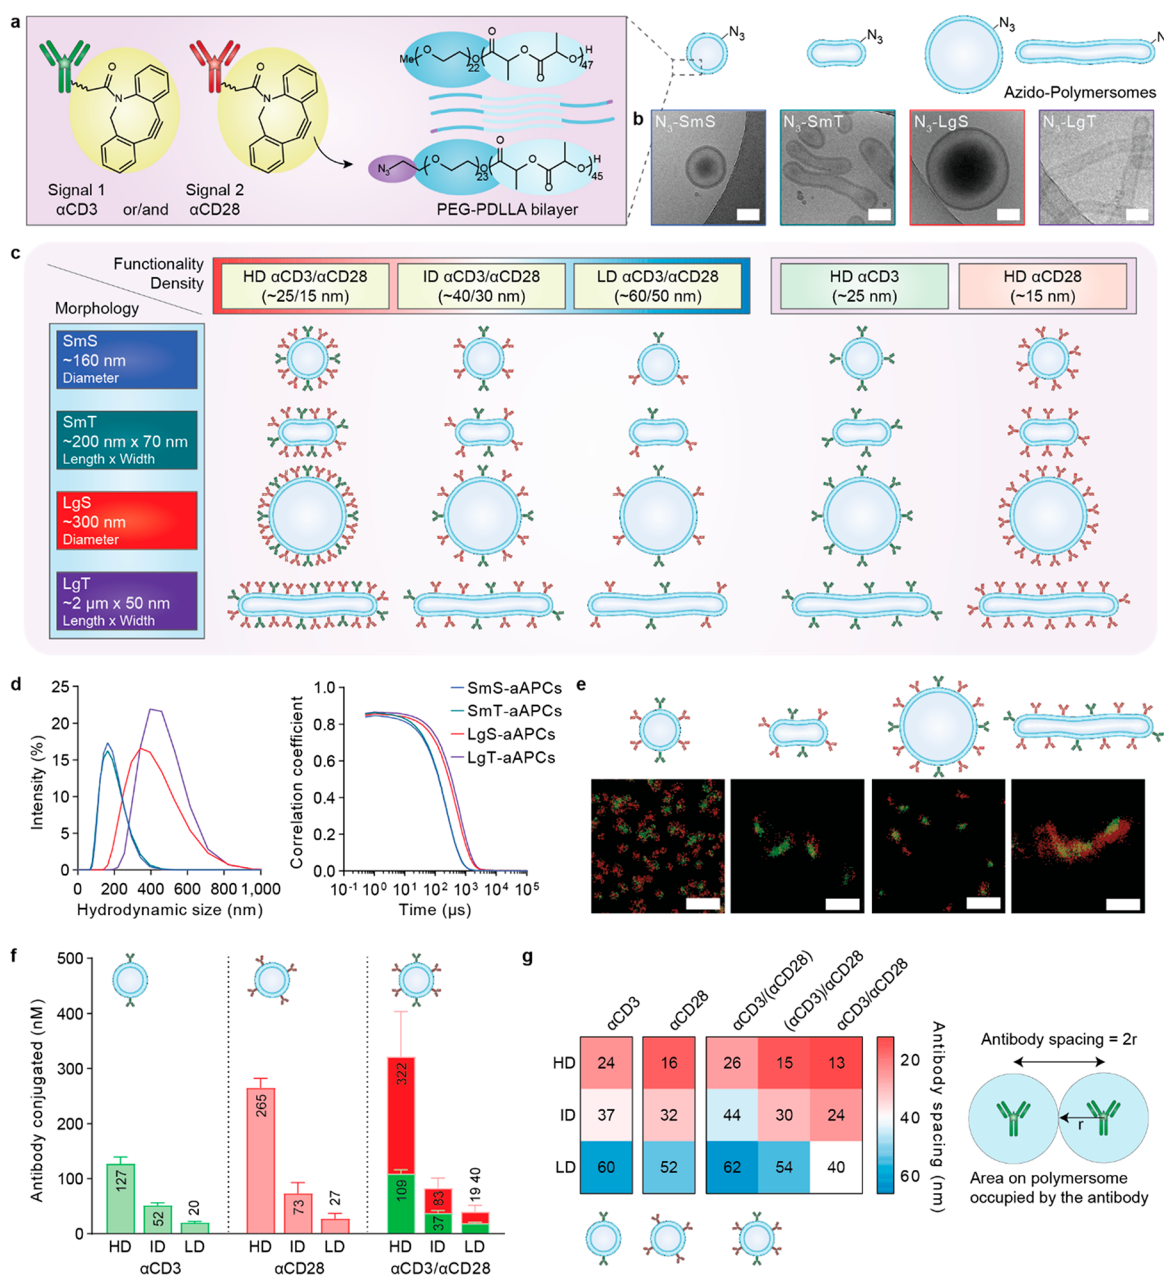 a
Signal 1
αCD3
or/and
Signal 2
αCD28
O
N
Me
O
22
O
O
O
O
O
H
47
N₃
O
23
O
O
O
O
O
H
45
PEG-PDLLA bilayer
N₃
N₃
N₃
N
Azido-Polymersomes
b
N₃-SmS
N₃-SmT
N₃-LgS
N₃-LgT
c
Functionality
Density
Morphology
HD αCD3/αCD28
(~25/15 nm)
ID αCD3/αCD28
(~40/30 nm)
LD αCD3/αCD28
(~60/50 nm)
HD αCD3
(~25 nm)
HD αCD28
(~15 nm)
SmS
~160 nm
Diameter
SmT
~200 nm x 70 nm
Length x Width
LgS
~300 nm
Diameter
LgT
~2 µm x 50 nm
Length x Width
d
Intensity (%)
25
20
15
10
5
0
0 200 400 600 800 1,000
Hydrodynamic size (nm)
Correlation coefficient
1.0
0.8
0.6
0.4
0.2
0.0
10⁻¹ 10⁰ 10¹ 10² 10³ 10⁴ 10⁵
Time (µs)
SmS-aAPCs
SmT-aAPCs
LgS-aAPCs
LgT-aAPCs
e
f
Antibody conjugated (nM)
500
400
300
200
100
0
127
52
20
265
73
27
322
109
83
37
40
19
HD ID LD
HD ID LD
HD ID LD
αCD3
αCD28
αCD3/αCD28
g
αCD3
αCD28
αCD3/(αCD28)
(αCD3)/αCD28
αCD3/αCD28
HD 24 16 26 15 13
ID 37 32 44 30 24
LD 60 52 62 54 40
20
40
60
Antibody spacing (nm)
Antibody spacing = 2r
r
Area on polymersome
occupied by the antibody